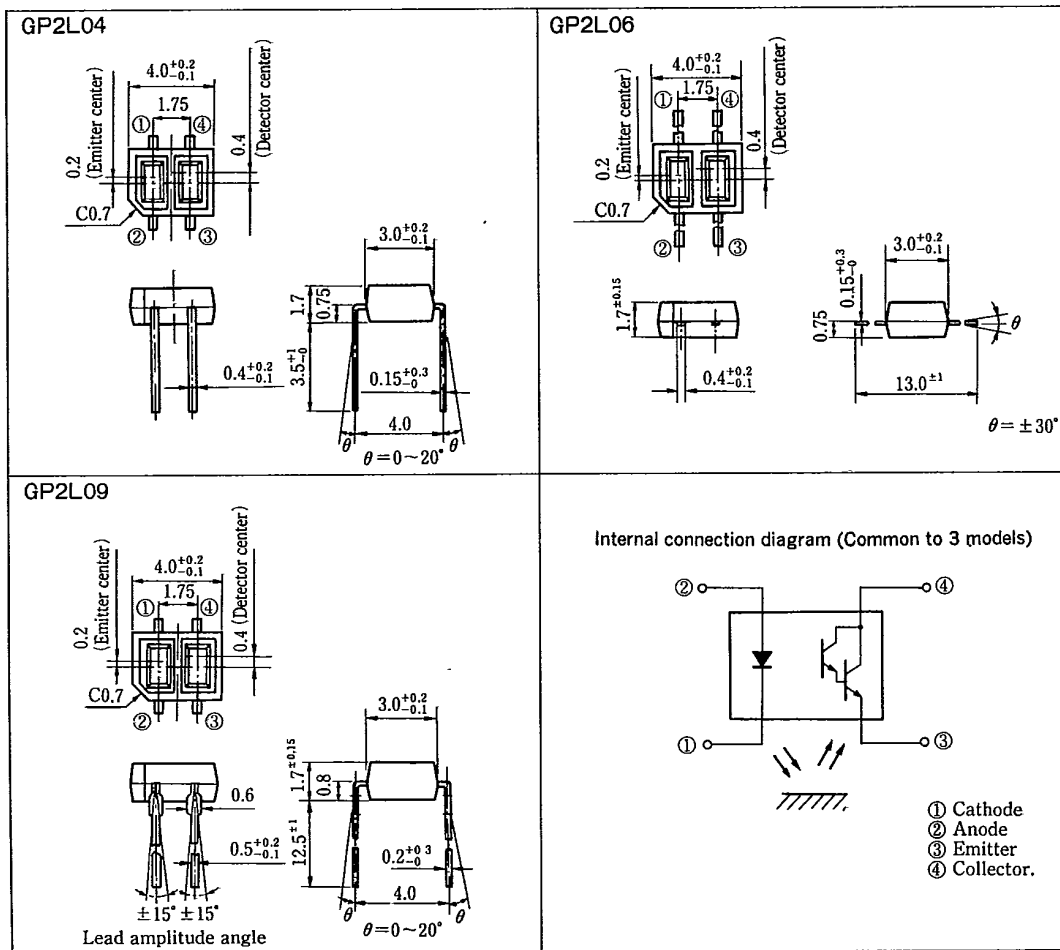 GP2L04
4.0+0.2-0.1
1.75
① ④
0.2
(Emitter center)
0.4
(Detector center)
C0.7
② ③
3.0+0.2-0.1
1.7
0.75
3.5±1-0
0.4+0.2-0.1
0.15+0.3-0
4.0
θ θ
θ=0~20°
GP2L06
4.0+0.2-0.1
1.75
① ④
0.2
(Emitter center)
0.4
(Detector center)
C0.7
② ③
3.0+0.2-0.1
0.15+0.3-0
1.7±0.15
0.75
θ
0.4+0.2-0.1
13.0±1
θ=±30°
GP2L09
4.0+0.2-0.1
1.75
① ④
0.2
(Emitter center)
0.4 (Detector center)
C0.7
② ③
3.0+0.2-0.1
1.7±0.15
0.8
0.6
12.5±1
0.5+0.2-0.1
0.2+0.3-0
4.0
±15° ±15°
θ θ
Lead amplitude angle
θ=0~20°
Internal connection diagram (Common to 3 models)
② ④
① ③
① Cathode
② Anode
③ Emitter
④ Collector.